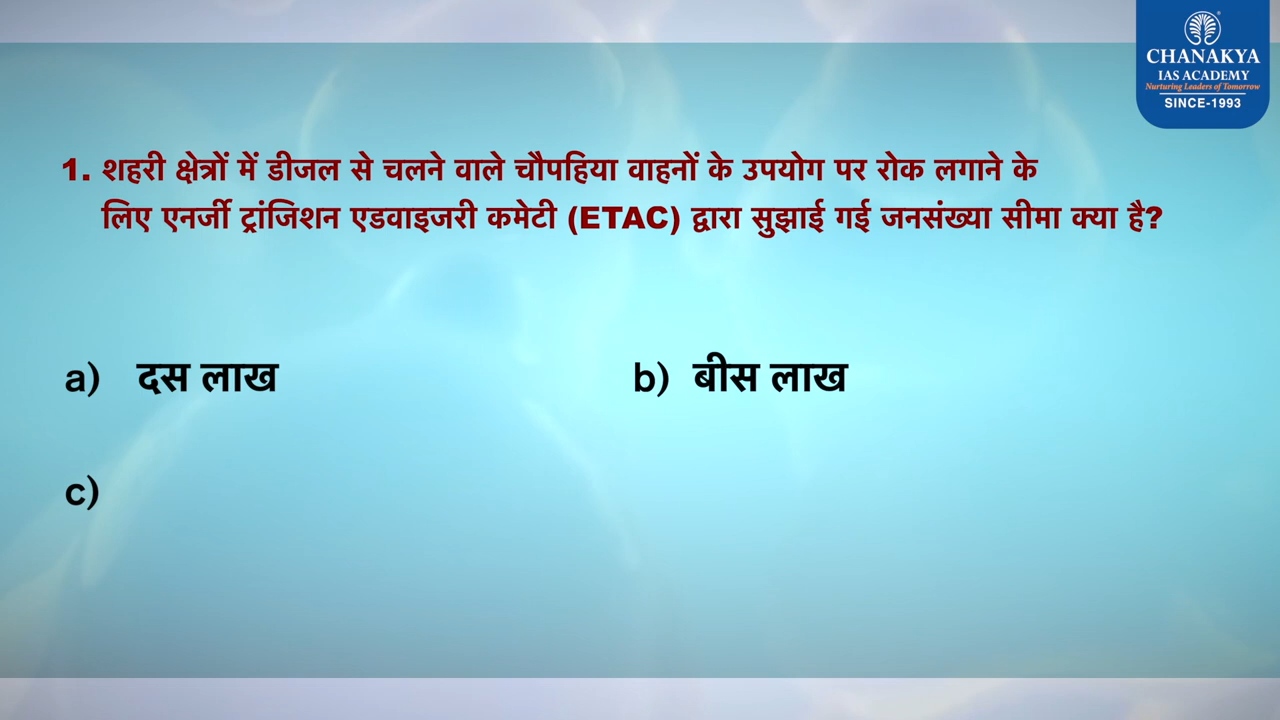 CHANAKYA
IAS ACADEMY
Nurturing Leaders of Tomorrow
SINCE-1993
1. शहरी क्षेत्रों में डीजल से चलने वाले चौपहिया वाहनों के उपयोग पर रोक लगाने के
लिए एनर्जी ट्रांजिशन एडवाइजरी कमेटी (ETAC) द्वारा सुझाई गई जनसंख्या सीमा क्या है?
a) दस लाख
b) बीस लाख
c)